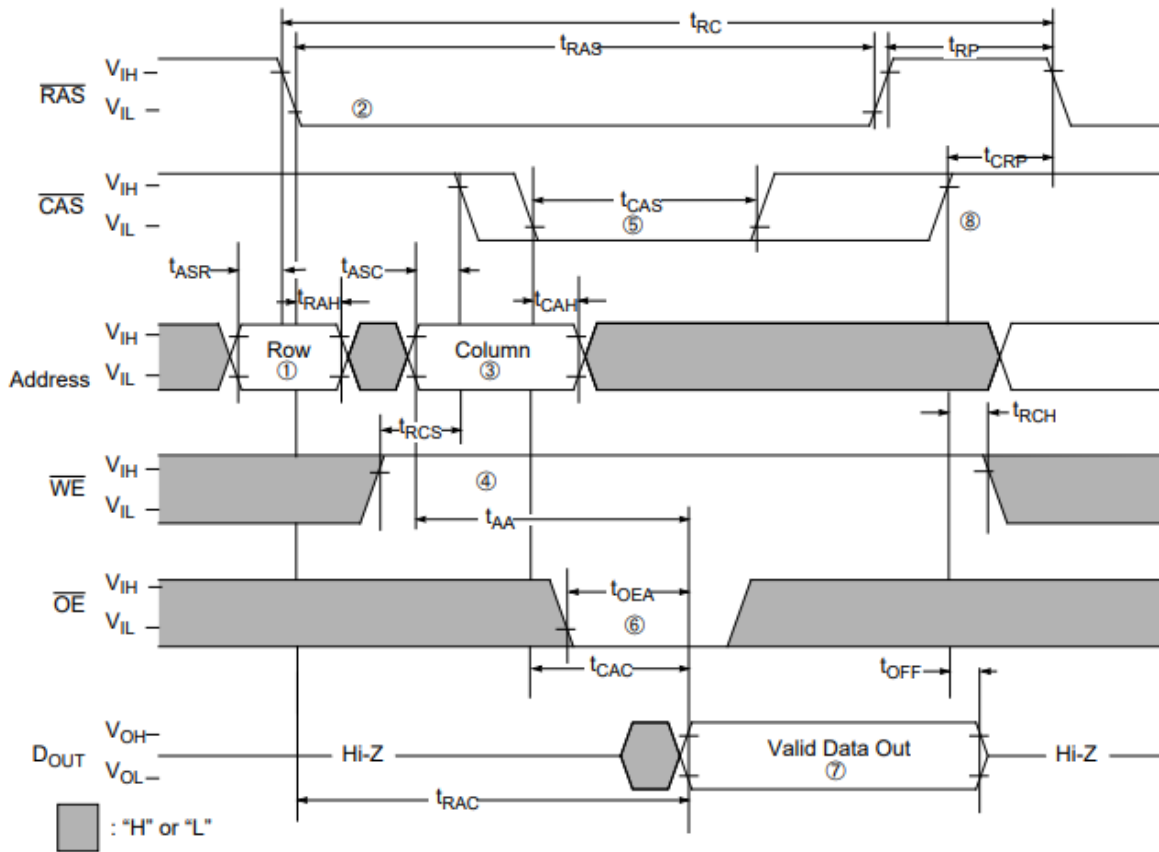 tRC
tRAS
tRP
RAS
VIH
VIL
②
tCRP
CAS
VIH
VIL
tCAS
⑤
⑧
tASR
tRAH
tASC
tCAH
Address
VIH
VIL
Row
①
Column
③
tRCS
tRCH
WE
VIH
VIL
④
tAA
OE
VIH
VIL
tOEA
⑥
tCAC
tOFF
DOUT
VOH
VOL
Hi-Z
Valid Data Out
⑦
Hi-Z
tRAC
: “H” or “L”